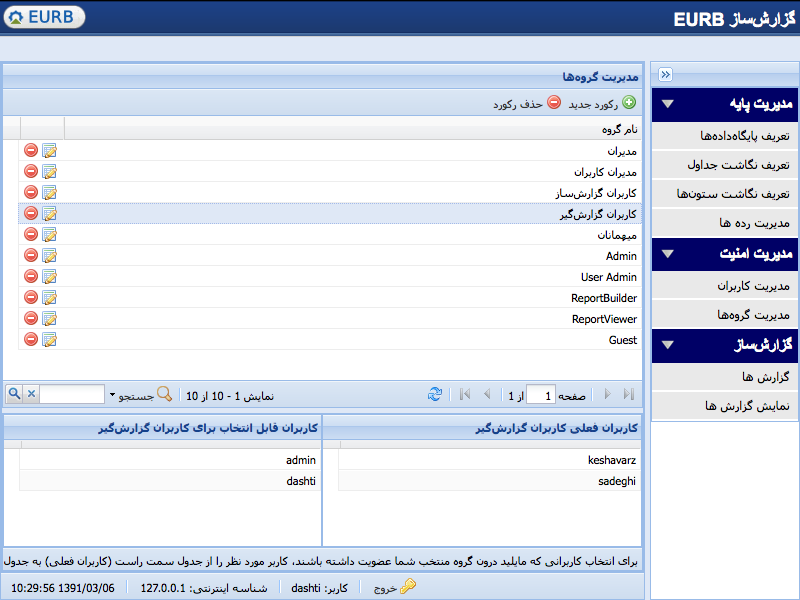 گزارش‌ساز EURB
EURB
مدیریت پایه
تعریف پایگاه‌داده‌ها
تعریف نگاشت جداول
تعریف نگاشت ستون‌ها
مدیریت رده ها
مدیریت امنیت
مدیریت کاربران
مدیریت گروه‌ها
گزارش‌ساز
گزارش ها
نمایش گزارش ها
مدیریت گروه‌ها
رکورد جدید حذف رکورد
نام گروه
مدیران
مدیران کاربران
کاربران گزارش‌ساز
کاربران گزارش‌گیر
میهمانان
Admin
User Admin
ReportBuilder
ReportViewer
Guest
صفحه 1 از 1 نمایش 1 - 10 از 10 جستجو
کاربران فعلی کاربران گزارش‌گیر
keshavarz
sadeghi
کاربران قابل انتخاب برای کاربران گزارش‌گیر
admin
dashti
برای انتخاب کاربرانی که مایلید درون گروه منتخب شما عضویت داشته باشند، کاربر مورد نظر را از جدول سمت راست (کاربران فعلی) به جدول
خروج کاربر: dashti شناسه اینترنتی: 127.0.0.1 1391/03/06 10:29:56